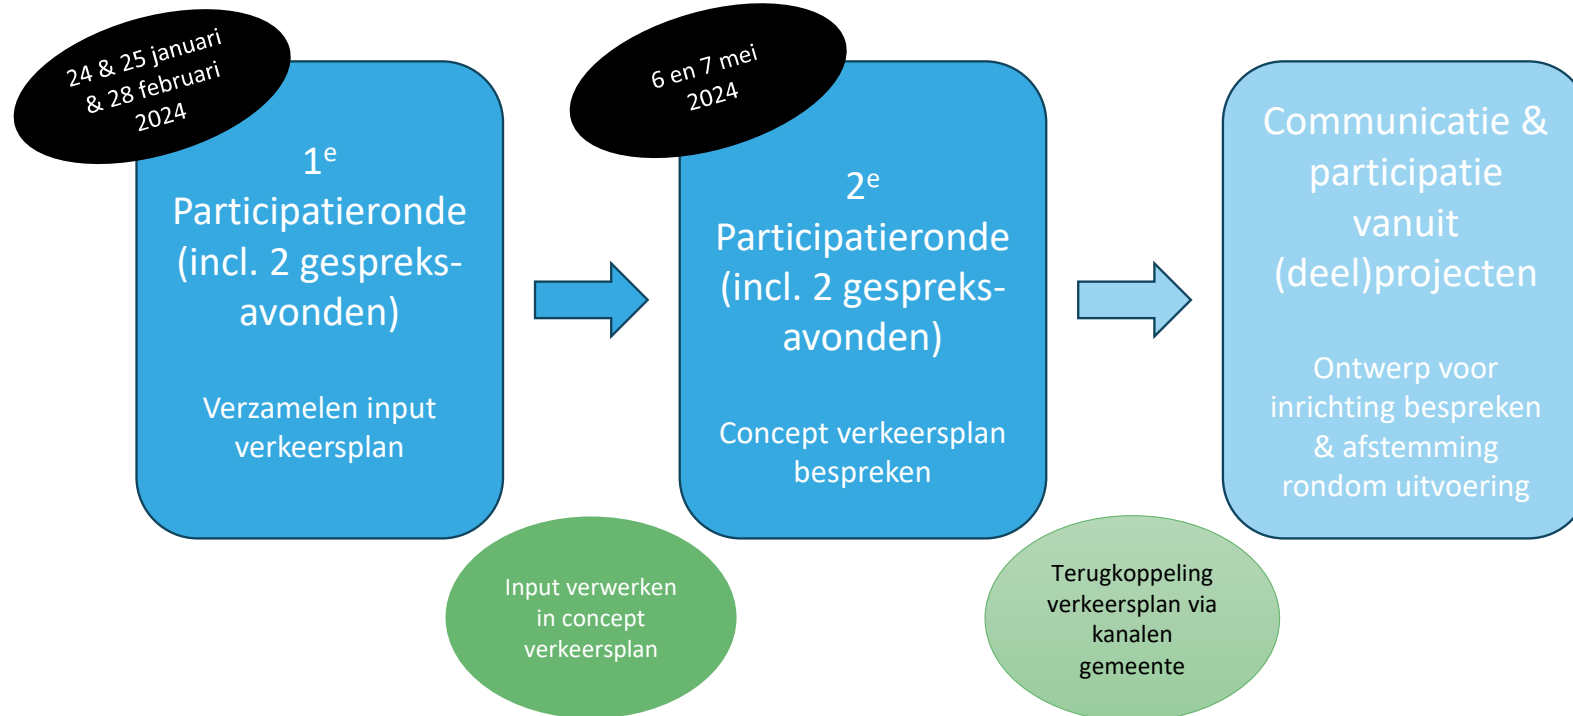 24 & 25 januari
& 28 februari
2024
1e
Participatieronde
(incl. 2 gespreks-
avonden)
Verzamelen input
verkeersplan
Input verwerken
in concept
verkeersplan
6 en 7 mei
2024
2e
Participatieronde
(incl. 2 gespreks-
avonden)
Concept verkeersplan
bespreken
Terugkoppeling
verkeersplan via
kanalen
gemeente
Communicatie &
participatie
vanuit
(deel)projecten
Ontwerp voor
inrichting bespreken
& afstemming
rondom uitvoering